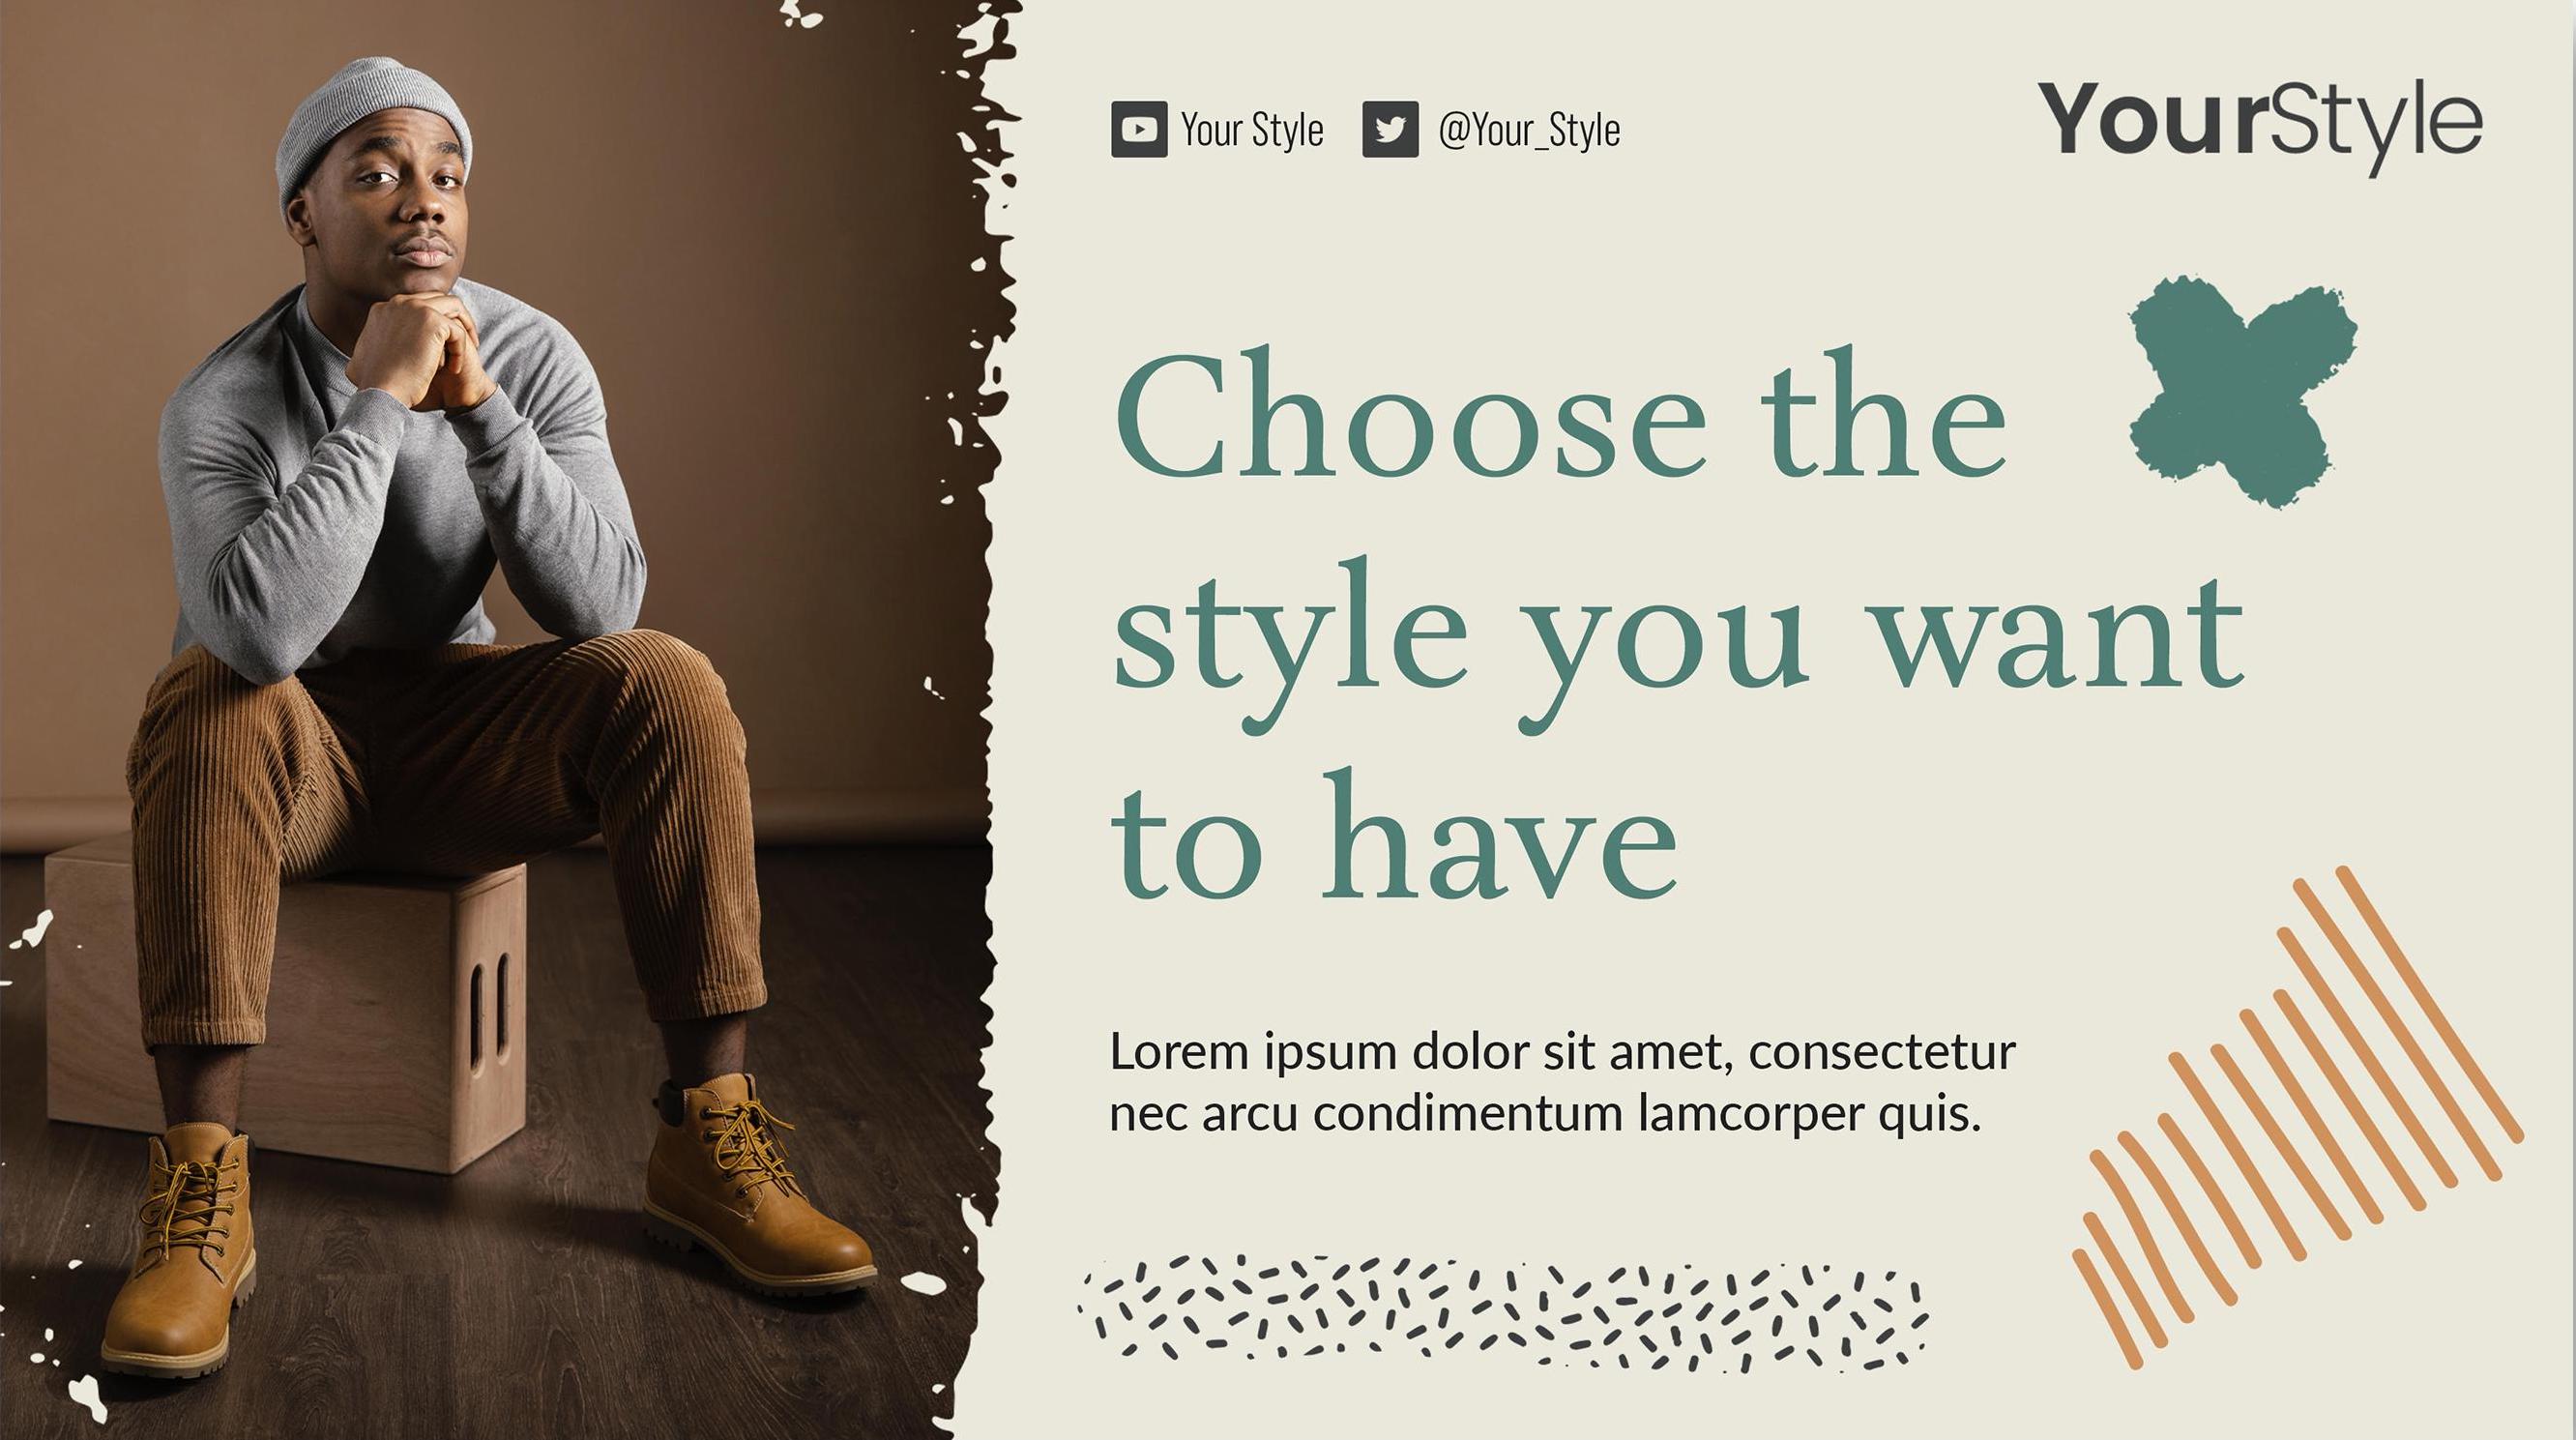 Your Style @Your_Style
YourStyle
Choose the
style you want
to have
Lorem ipsum dolor sit amet, consectetur
nec arcu condimentum lamcorper quis.